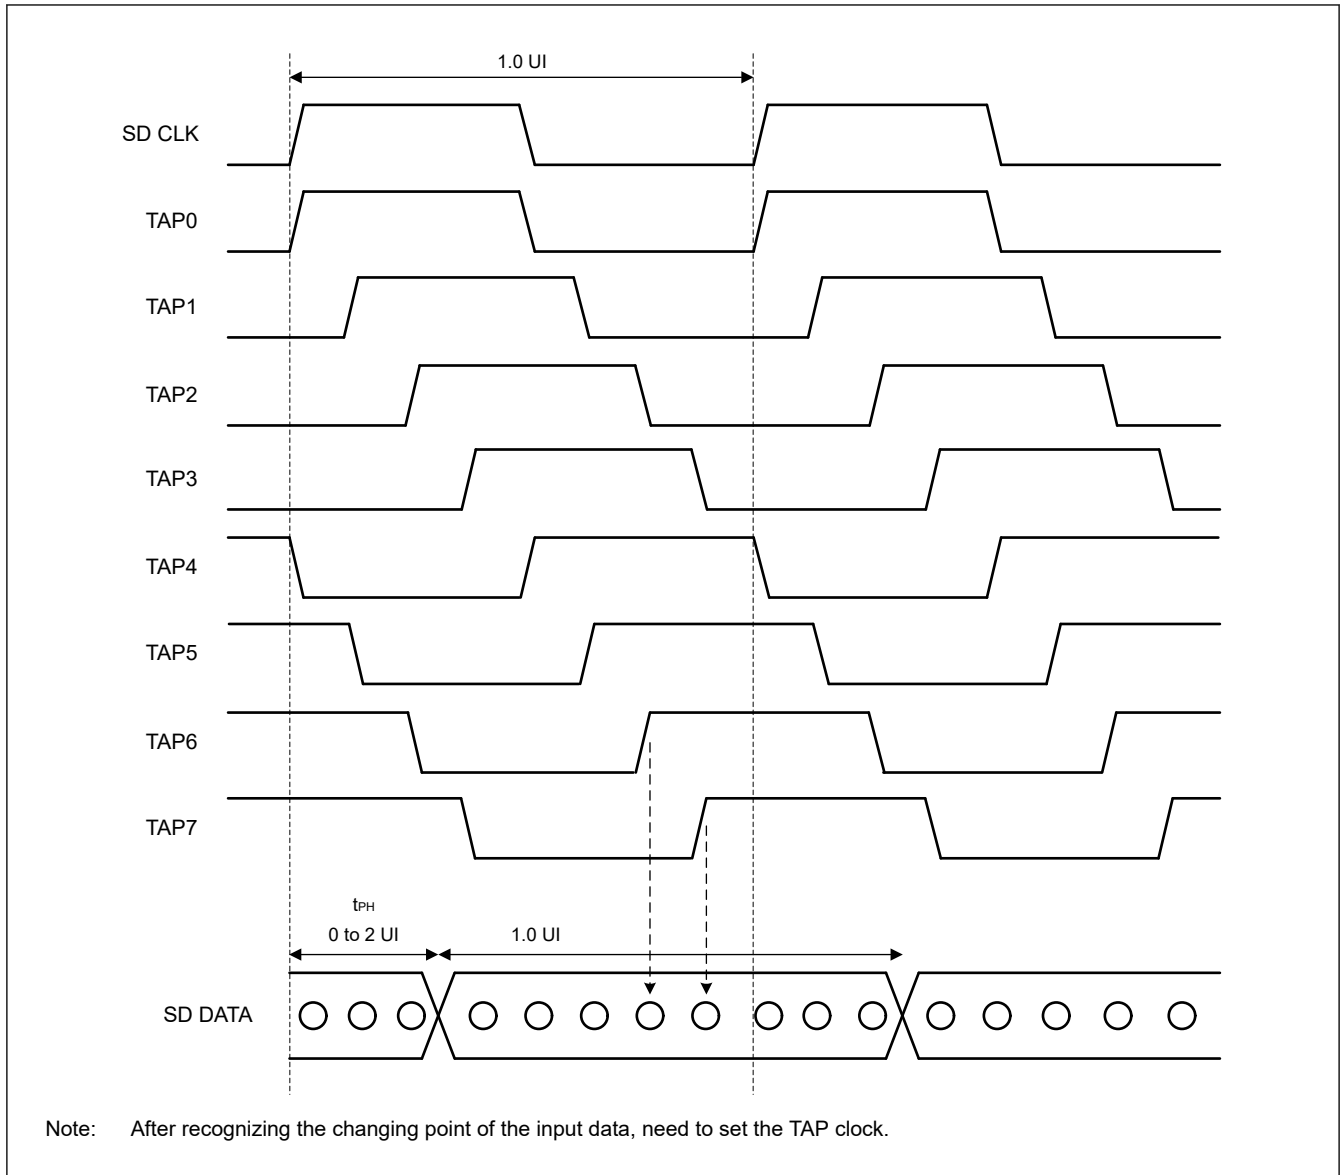 1.0 UI
SD CLK
TAP0
TAP1
TAP2
TAP3
TAP4
TAP5
TAP6
TAP7
tPH
0 to 2 UI
1.0 UI
SD DATA
Note: After recognizing the changing point of the input data, need to set the TAP clock.